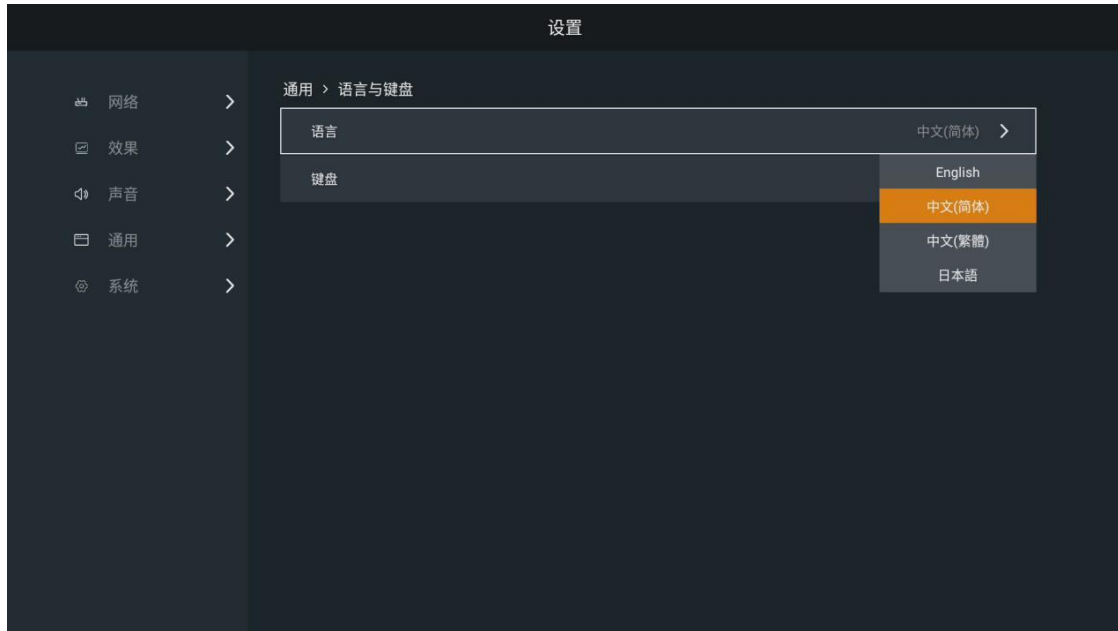 设置
网络
效果
声音
通用
系统
通用 > 语言与键盘
语言 中文(简体)
键盘
English
中文(简体)
中文(繁體)
日本語